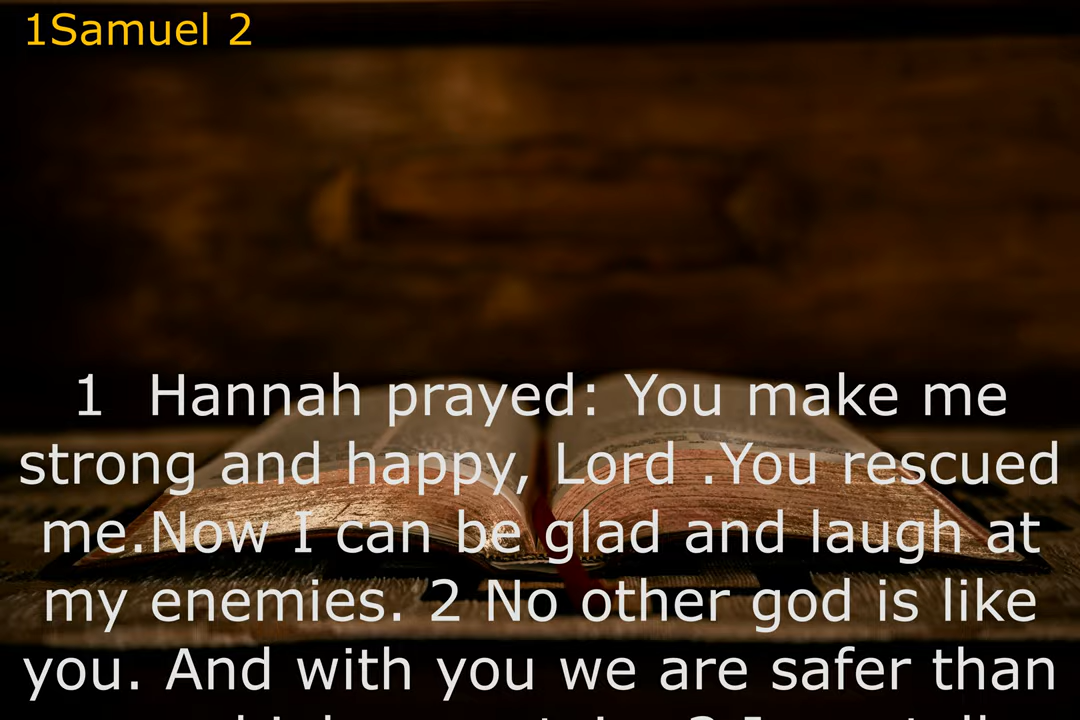 1Samuel 2
1 Hannah prayed: You make me
strong and happy, Lord .You rescued
me.Now I can be glad and laugh at
my enemies. 2 No other god is like
you. And with you we are safer than